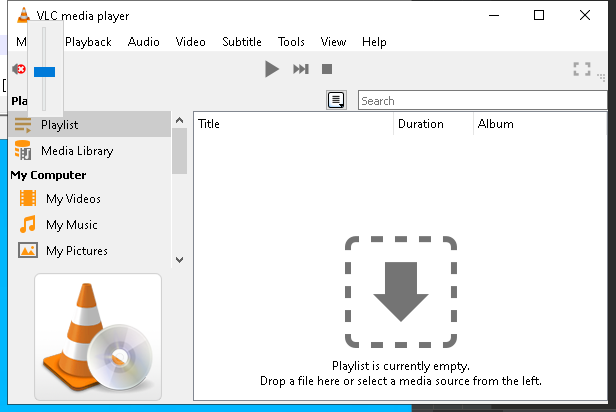 VLC media player
M
Playback
Audio
Video
Subtitle
Tools
View
Help
Pla
Search
Playlist
Media Library
My Computer
My Videos
My Music
My Pictures
Title
Duration
Album
Playlist is currently empty.
Drop a file here or select a media source from the left.